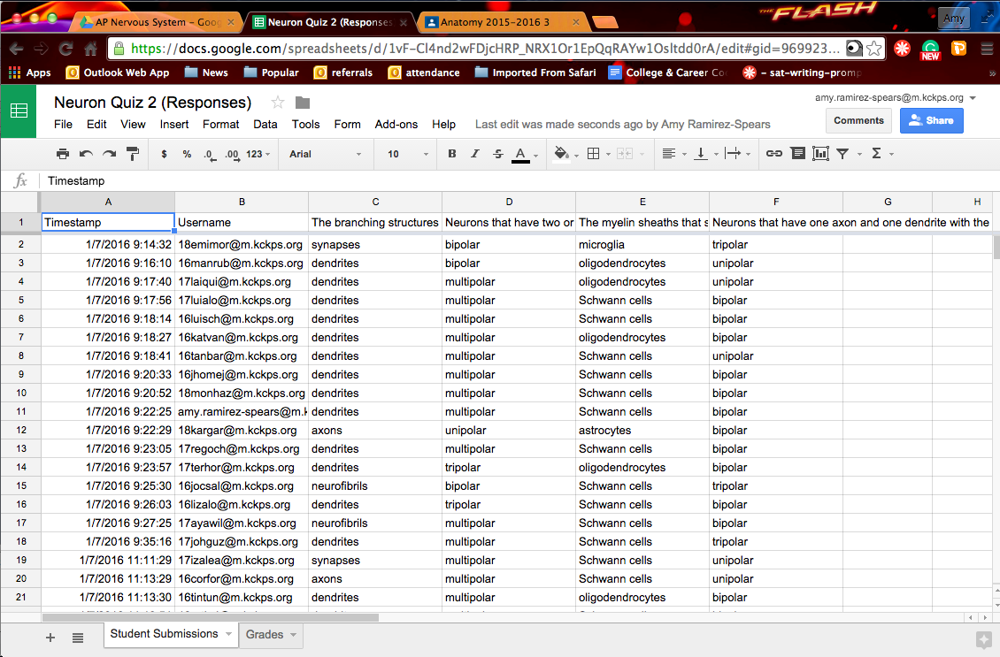 THE FLASH
AP Nervous System – Goog
Neuron Quiz 2 (Responses
Anatomy 2015-2016 3
Amy
https://docs.google.com/spreadsheets/d/1vF-Cl4nd2wFDjcHRP_NRX1Or1EpQqRAYw1Osltdd0rA/edit#gid=969923...
NEW
Apps Outlook Web App News Popular referrals attendance Imported From Safari College & Career Co – sat-writing-promp »
Neuron Quiz 2 (Responses)
amy.ramirez-spears@m.kckps.org
File Edit View Insert Format Data Tools Form Add-ons Help Last edit was made seconds ago by Amy Ramirez-Spears
Comments Share
$ % .0 .00 123 Arial 10 B I S A Σ
fx Timestamp
A B C D E F G H
1 Timestamp Username The branching structures Neurons that have two or The myelin sheaths that s Neurons that have one axon and one dendrite with the
2 1/7/2016 9:14:32 18emimor@m.kckps.org synapses bipolar microglia tripolar
3 1/7/2016 9:16:10 16manrub@m.kckps.org dendrites bipolar oligodendrocytes unipolar
4 1/7/2016 9:17:40 17laiqui@m.kckps.org dendrites multipolar oligodendrocytes unipolar
5 1/7/2016 9:17:56 17luialo@m.kckps.org dendrites multipolar Schwann cells bipolar
6 1/7/2016 9:18:14 16luisch@m.kckps.org dendrites multipolar Schwann cells bipolar
7 1/7/2016 9:18:27 16katvan@m.kckps.org dendrites multipolar oligodendrocytes bipolar
8 1/7/2016 9:18:41 16tanbar@m.kckps.org dendrites multipolar Schwann cells unipolar
9 1/7/2016 9:20:33 16jhomej@m.kckps.org dendrites multipolar Schwann cells bipolar
10 1/7/2016 9:20:52 18monhaz@m.kckps.org dendrites multipolar Schwann cells bipolar
11 1/7/2016 9:22:25 amy.ramirez-spears@m.k dendrites multipolar Schwann cells bipolar
12 1/7/2016 9:22:29 18kargar@m.kckps.org axons unipolar astrocytes bipolar
13 1/7/2016 9:23:05 17regoch@m.kckps.org dendrites multipolar Schwann cells bipolar
14 1/7/2016 9:23:57 17terhor@m.kckps.org dendrites tripolar oligodendrocytes bipolar
15 1/7/2016 9:25:30 16jocsal@m.kckps.org neurofibrils bipolar Schwann cells tripolar
16 1/7/2016 9:26:03 16lizalo@m.kckps.org dendrites tripolar Schwann cells bipolar
17 1/7/2016 9:27:25 17ayawil@m.kckps.org neurofibrils multipolar Schwann cells bipolar
18 1/7/2016 9:35:16 17johguz@m.kckps.org dendrites multipolar Schwann cells tripolar
19 1/7/2016 11:11:29 17izalea@m.kckps.org synapses multipolar Schwann cells unipolar
20 1/7/2016 11:13:29 16corfor@m.kckps.org axons multipolar Schwann cells unipolar
21 1/7/2016 11:13:30 16tintun@m.kckps.org dendrites multipolar oligodendrocytes bipolar
+ Student Submissions Grades